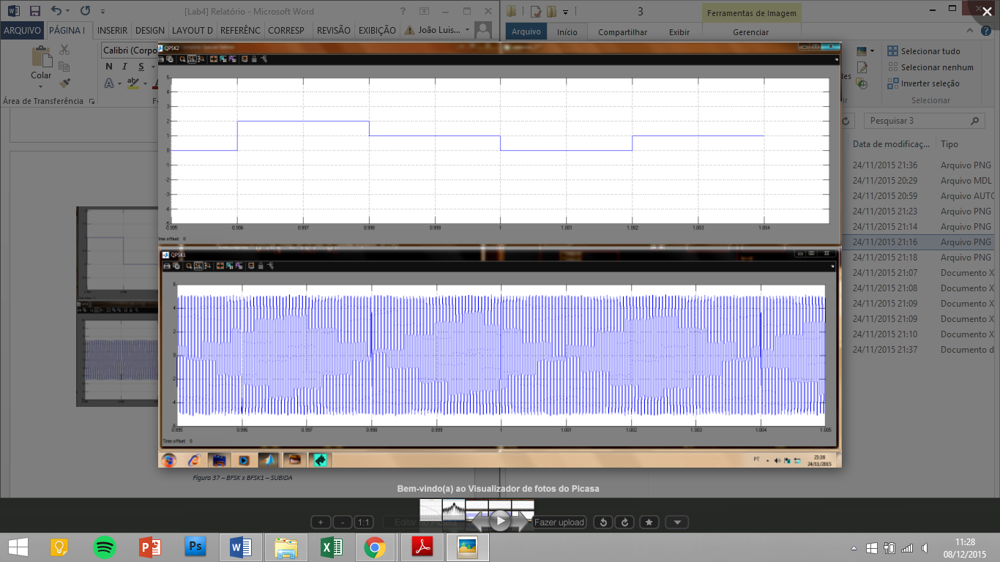 [Lab4] Relatório - Microsoft Word
3
Ferramentas de Imagem
ARQUIVO
PÁGINA I
INSERIR
DESIGN
LAYOUT D
REFERÊNC
CORRESP
REVISÃO
EXIBIÇÃO
João Luis...
Arquivo
Início
Compartilhar
Exibir
Gerenciar
Colar
Calibri (Corpo
N I S
Área de Transferência
Selecionar tudo
Selecionar nenhum
Inverter seleção
Selecionar
Pesquisar 3
Data de modificaç...
Tipo
24/11/2015 21:36 Arquivo PNG
24/11/2015 20:29 Arquivo MDL
24/11/2015 20:59 Arquivo AUTO
24/11/2015 21:23 Arquivo PNG
24/11/2015 21:14 Arquivo PNG
24/11/2015 21:16 Arquivo PNG
24/11/2015 21:18 Arquivo PNG
24/11/2015 21:07 Documento X
24/11/2015 21:08 Documento X
24/11/2015 21:09 Documento X
24/11/2015 21:09 Documento X
24/11/2015 21:10 Documento X
24/11/2015 21:37 Documento d
QPSK2
5
4
3
2
1
0
-1
-2
-3
-4
-5
0.995 0.996 0.997 0.998 0.999 1 1.001 1.002 1.003 1.004
Time offset: 0
QPSK1
6
4
2
0
-2
-4
-6
0.995 0.996 0.997 0.998 0.999 1 1.001 1.002 1.003 1.004 1.005
Time offset: 0
PT
21:16
24/11/2015
Figura 37 – BFSK x BFSK1 – SUBIDA
Bem-vindo(a) ao Visualizador de fotos do Picasa
+
-
1:1
Editar no Picasa
Fazer upload
11:28
08/12/2015